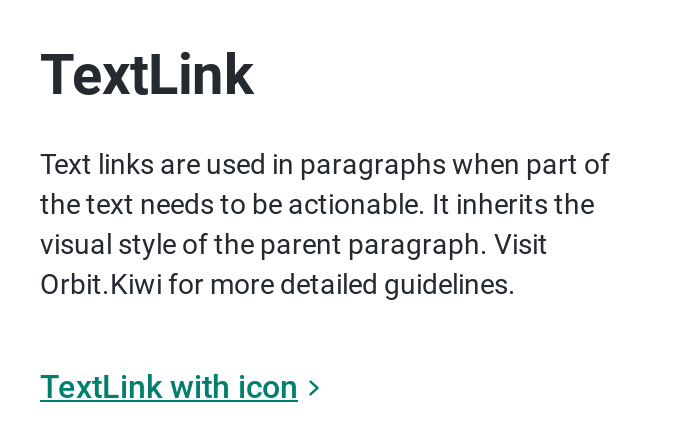 TextLink
Text links are used in paragraphs when part of
the text needs to be actionable. It inherits the
visual style of the parent paragraph. Visit
Orbit.Kiwi for more detailed guidelines.
TextLink with icon